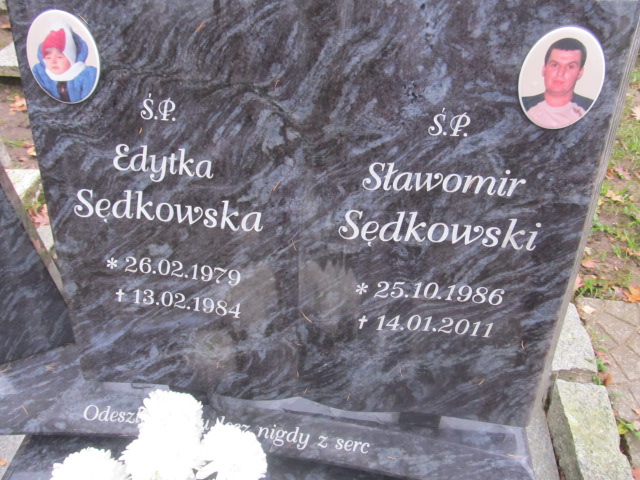 Ś.P.
Edytka
Sędkowska
* 26.02.1979
† 13.02.1984
Ś.P.
Sławomir
Sędkowski
* 25.10.1986
† 14.01.2011
nigdy z serc